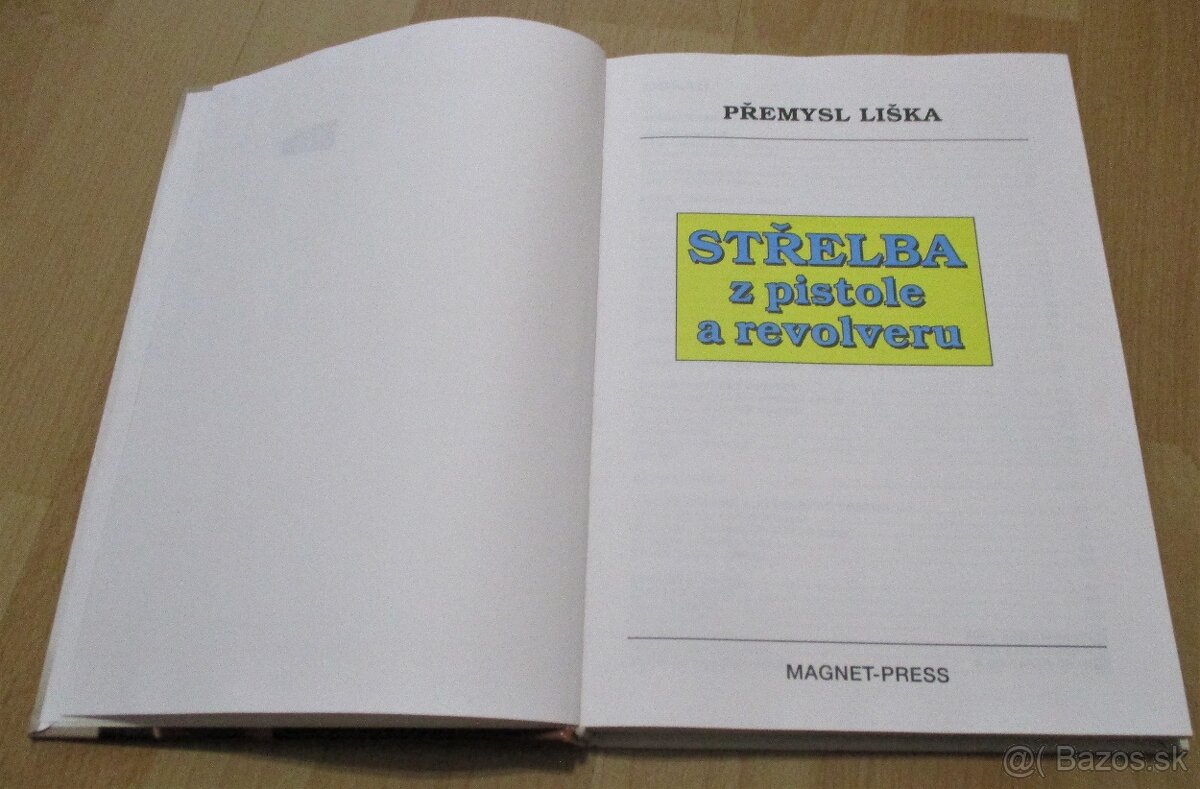 PŘEMYSL LIŠKA
STŘELBA
z pistole
a revolveru
MAGNET-PRESS
@( Bazos.sk